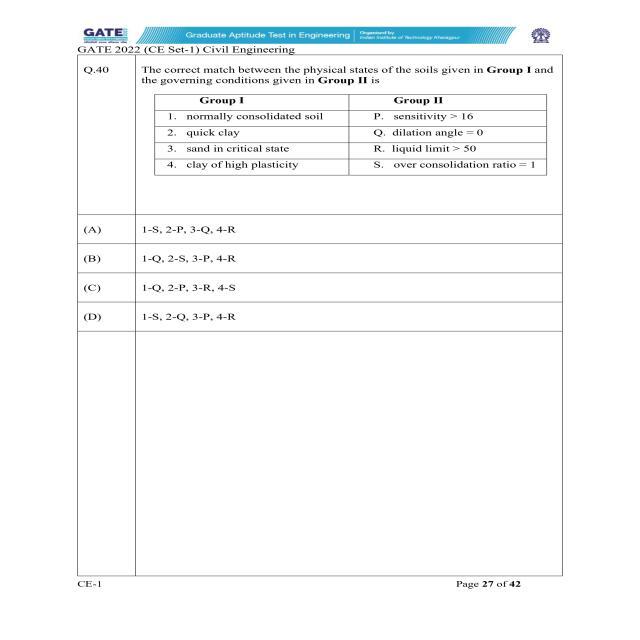 GATE
Graduate Aptitude Test in Engineering
Organised by
Indian Institute of Technology Kharagpur
GATE 2022 (CE Set-1) Civil Engineering
Q.40 The correct match between the physical states of the soils given in Group I and
the governing conditions given in Group II is
Group I Group II
1. normally consolidated soil P. sensitivity > 16
2. quick clay Q. dilation angle = 0
3. sand in critical state R. liquid limit > 50
4. clay of high plasticity S. over consolidation ratio = 1
(A) 1-S, 2-P, 3-Q, 4-R
(B) 1-Q, 2-S, 3-P, 4-R
(C) 1-Q, 2-P, 3-R, 4-S
(D) 1-S, 2-Q, 3-P, 4-R
CE-1 Page 27 of 42